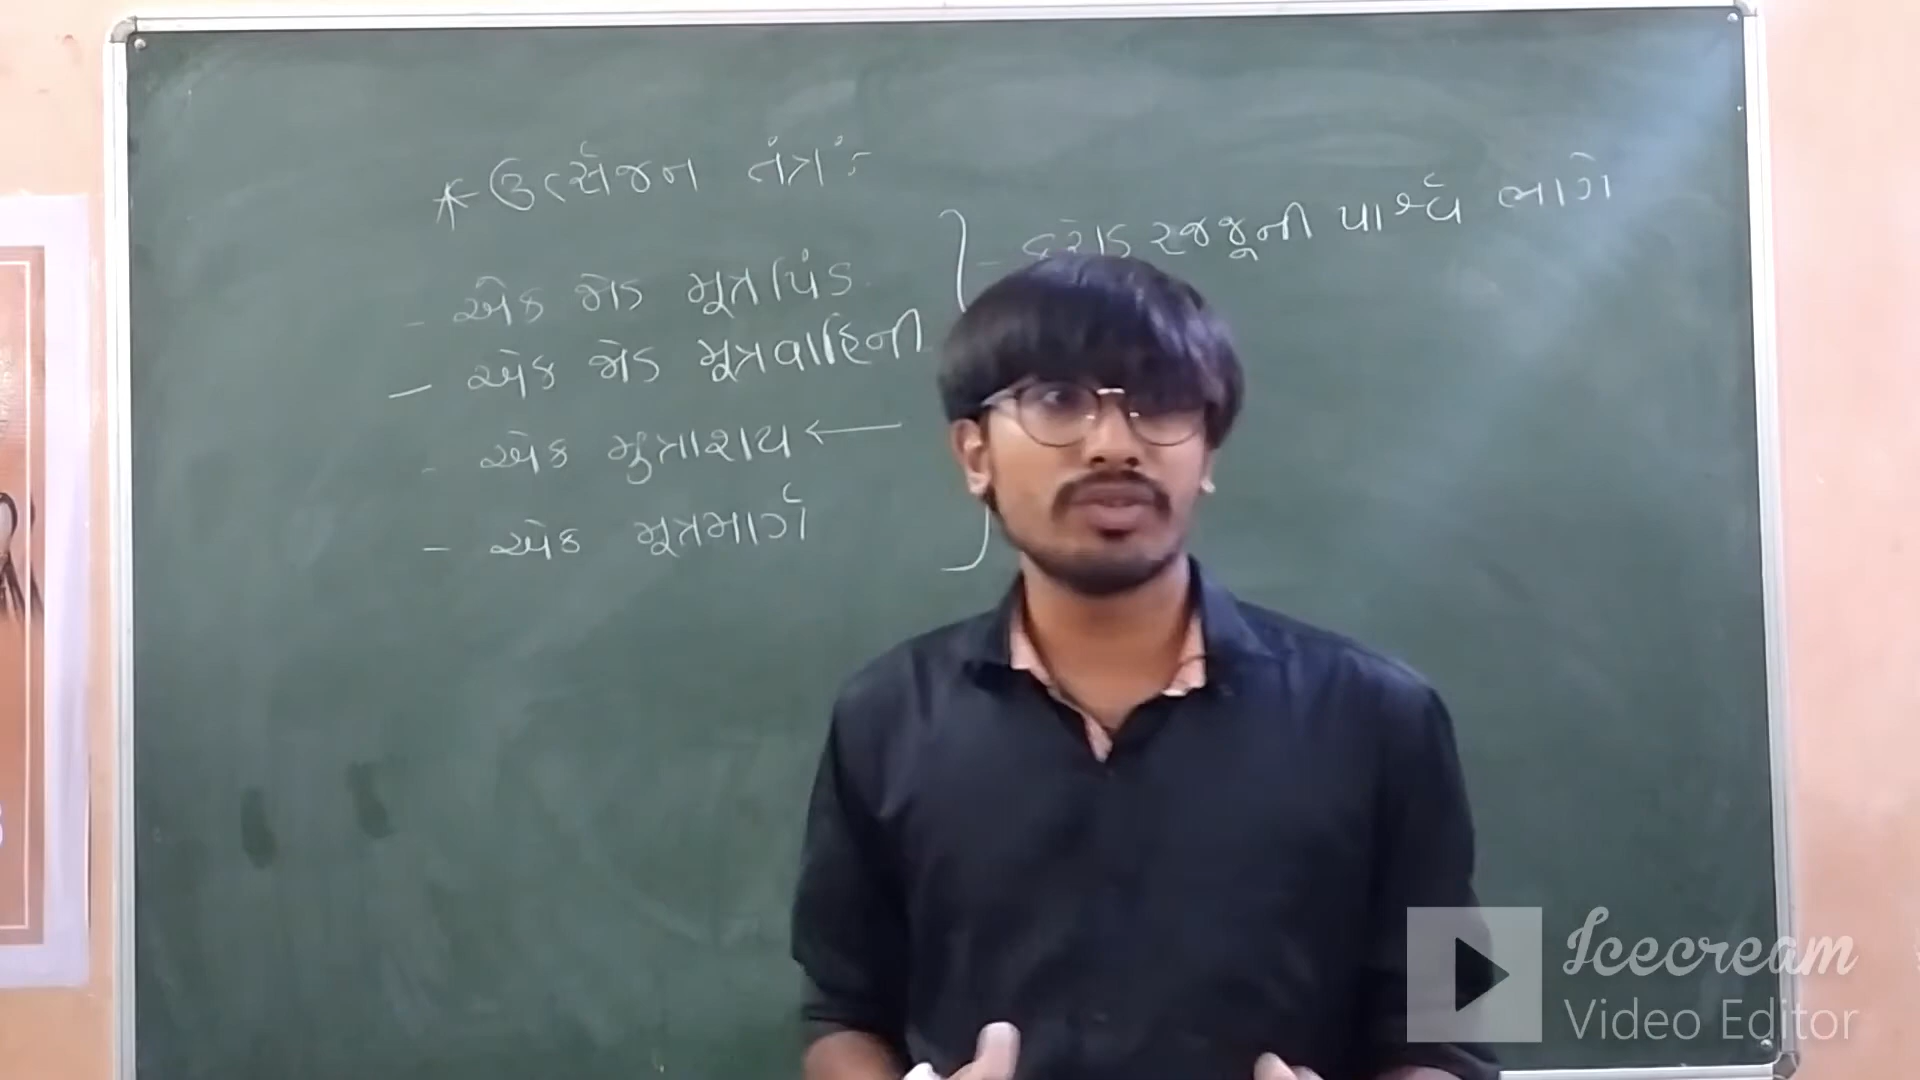 * ઉત્સર્જન તંત્ર :
- એક જોડ મૂત્રપિંડ
- એક જોડ મૂત્રવાહિની
- એક મુત્રાશય ←
- એક મૂત્રમાર્ગ
- કરોડરજ્જૂની પાર્શ્વ ભાગે
Icecream
Video Editor